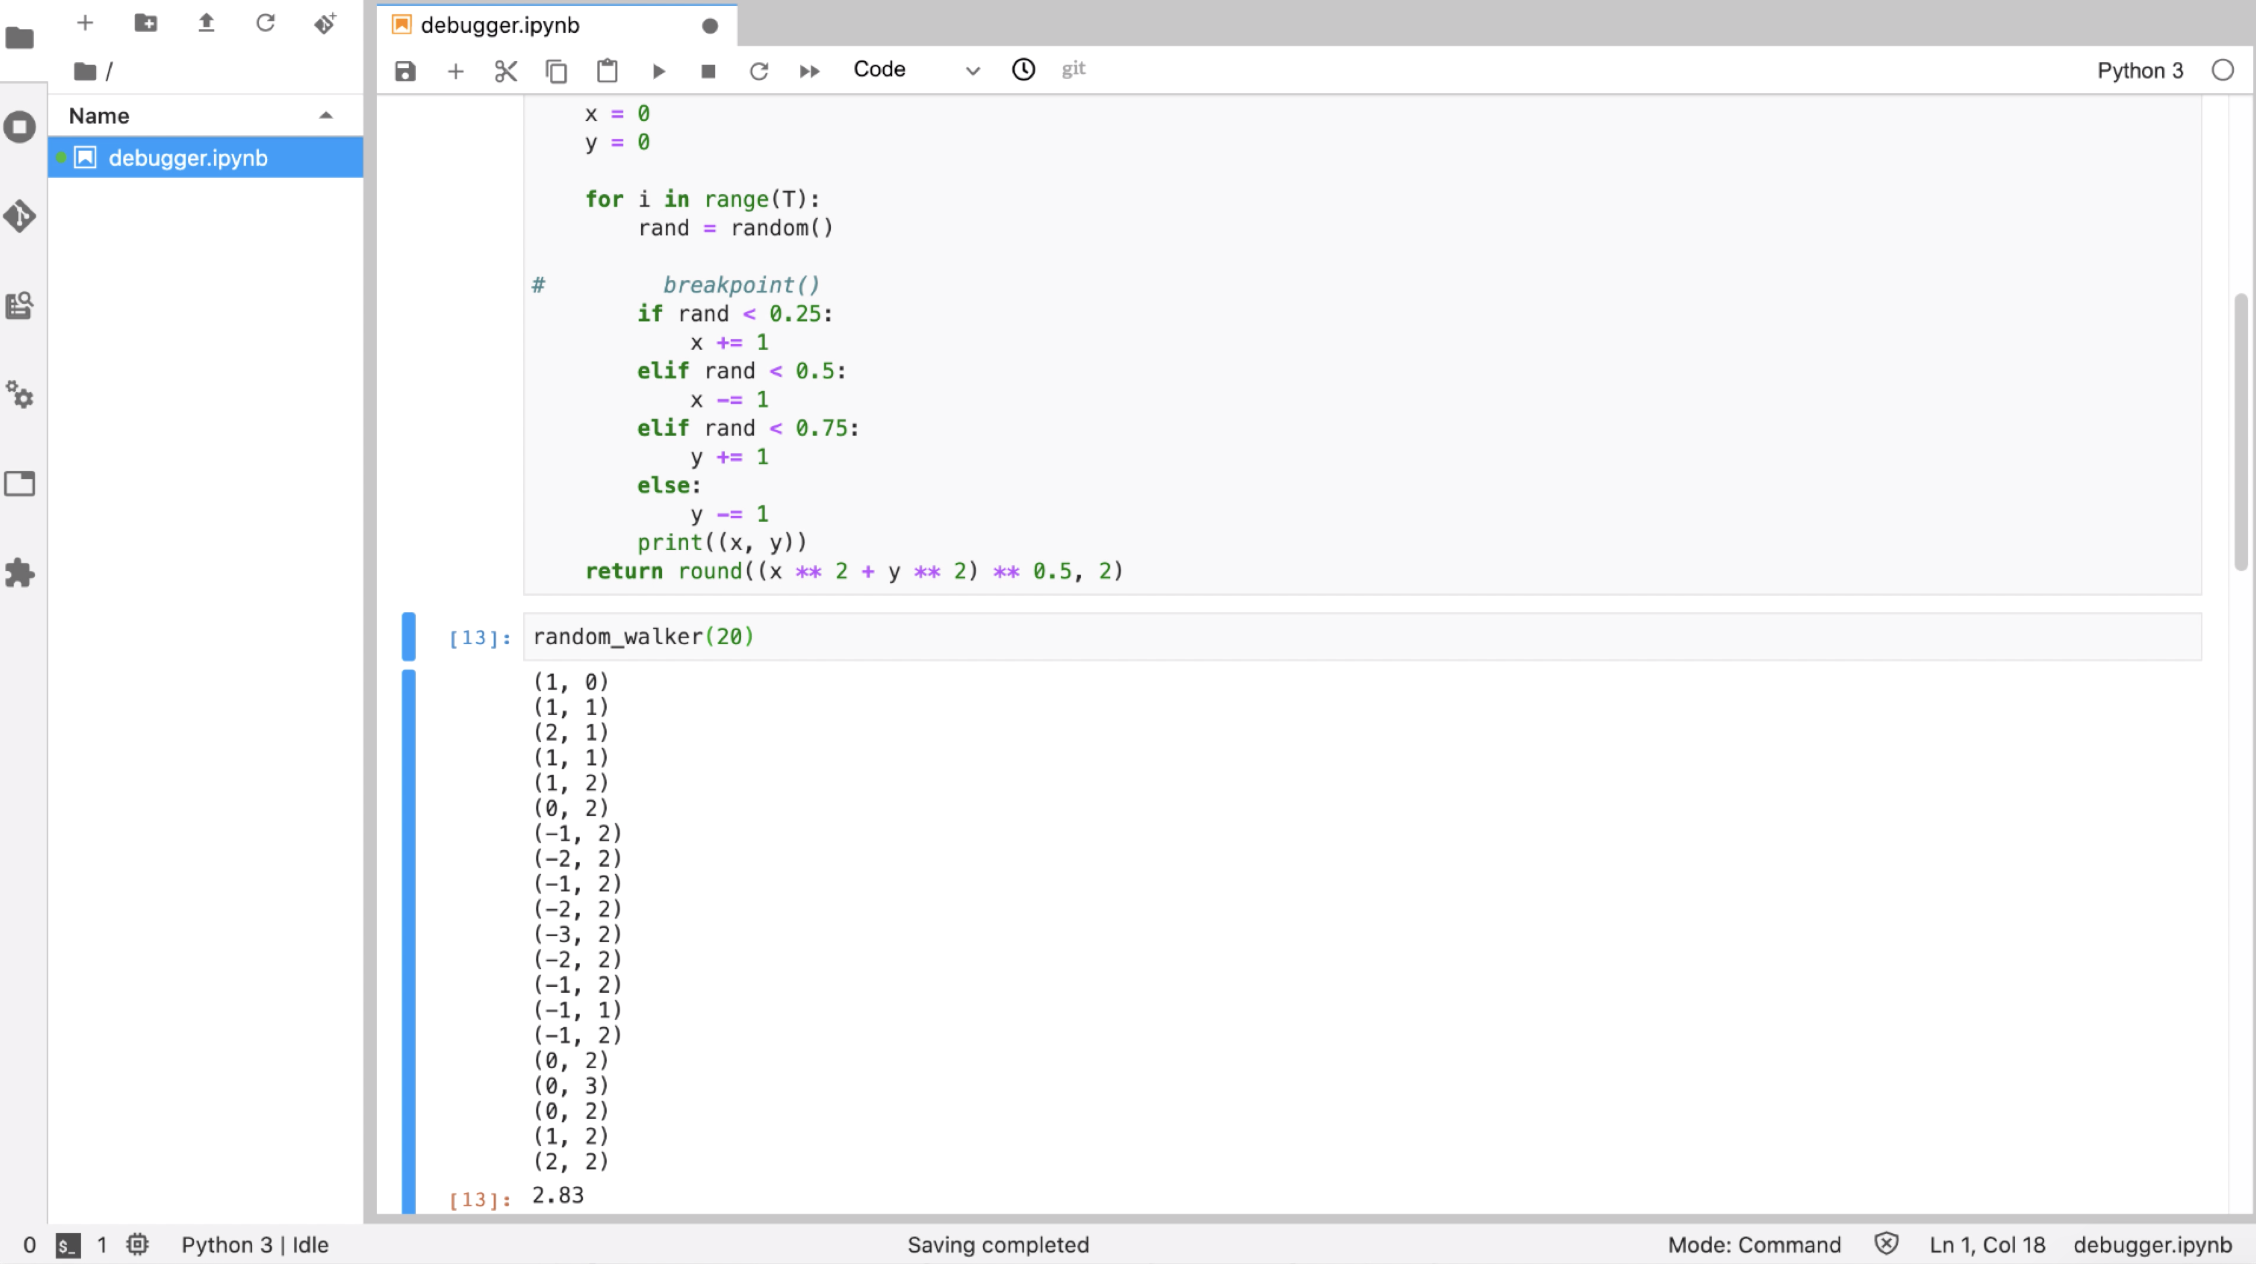 debugger.ipynb
/
Code
git
Python 3
Name
debugger.ipynb
x = 0
y = 0
for i in range(T):
rand = random()
# breakpoint()
if rand < 0.25:
x += 1
elif rand < 0.5:
x -= 1
elif rand < 0.75:
y += 1
else:
y -= 1
print((x, y))
return round((x ** 2 + y ** 2) ** 0.5, 2)
[13]: random_walker(20)
(1, 0)
(1, 1)
(2, 1)
(1, 1)
(1, 2)
(0, 2)
(-1, 2)
(-2, 2)
(-1, 2)
(-2, 2)
(-3, 2)
(-2, 2)
(-1, 2)
(-1, 1)
(-1, 2)
(0, 2)
(0, 3)
(0, 2)
(1, 2)
(2, 2)
[13]: 2.83
0 $_ 1 Python 3 | Idle Saving completed Mode: Command Ln 1, Col 18 debugger.ipynb